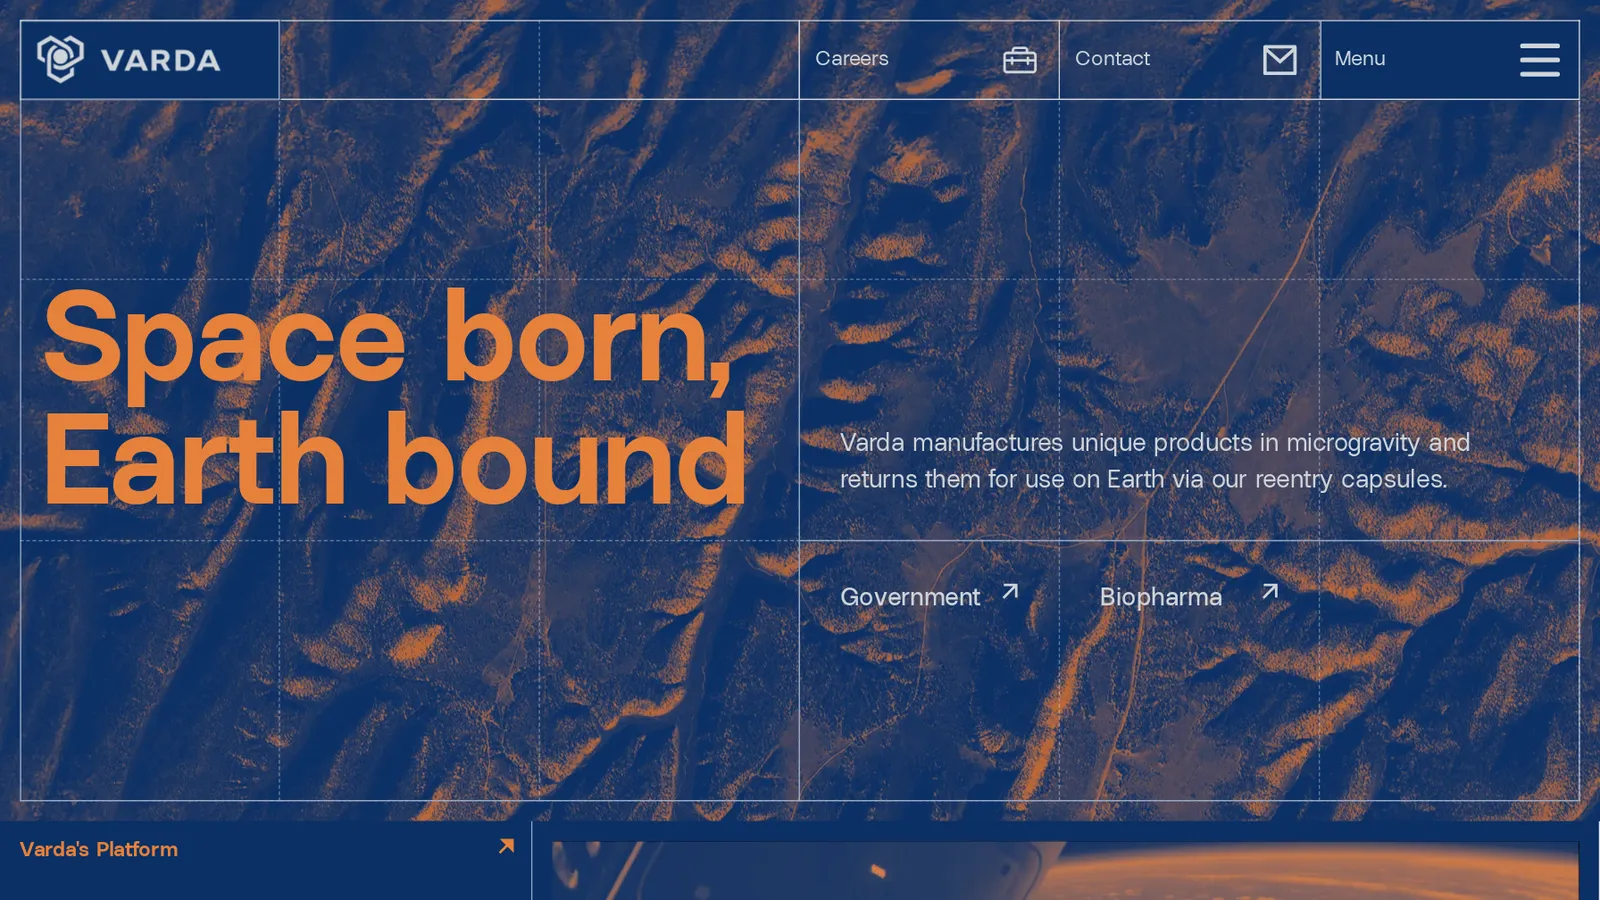 VARDA
Careers
Contact
Menu
Space born,
Earth bound
Varda manufactures unique products in microgravity and
returns them for use on Earth via our reentry capsules.
Government
Biopharma
Varda's Platform